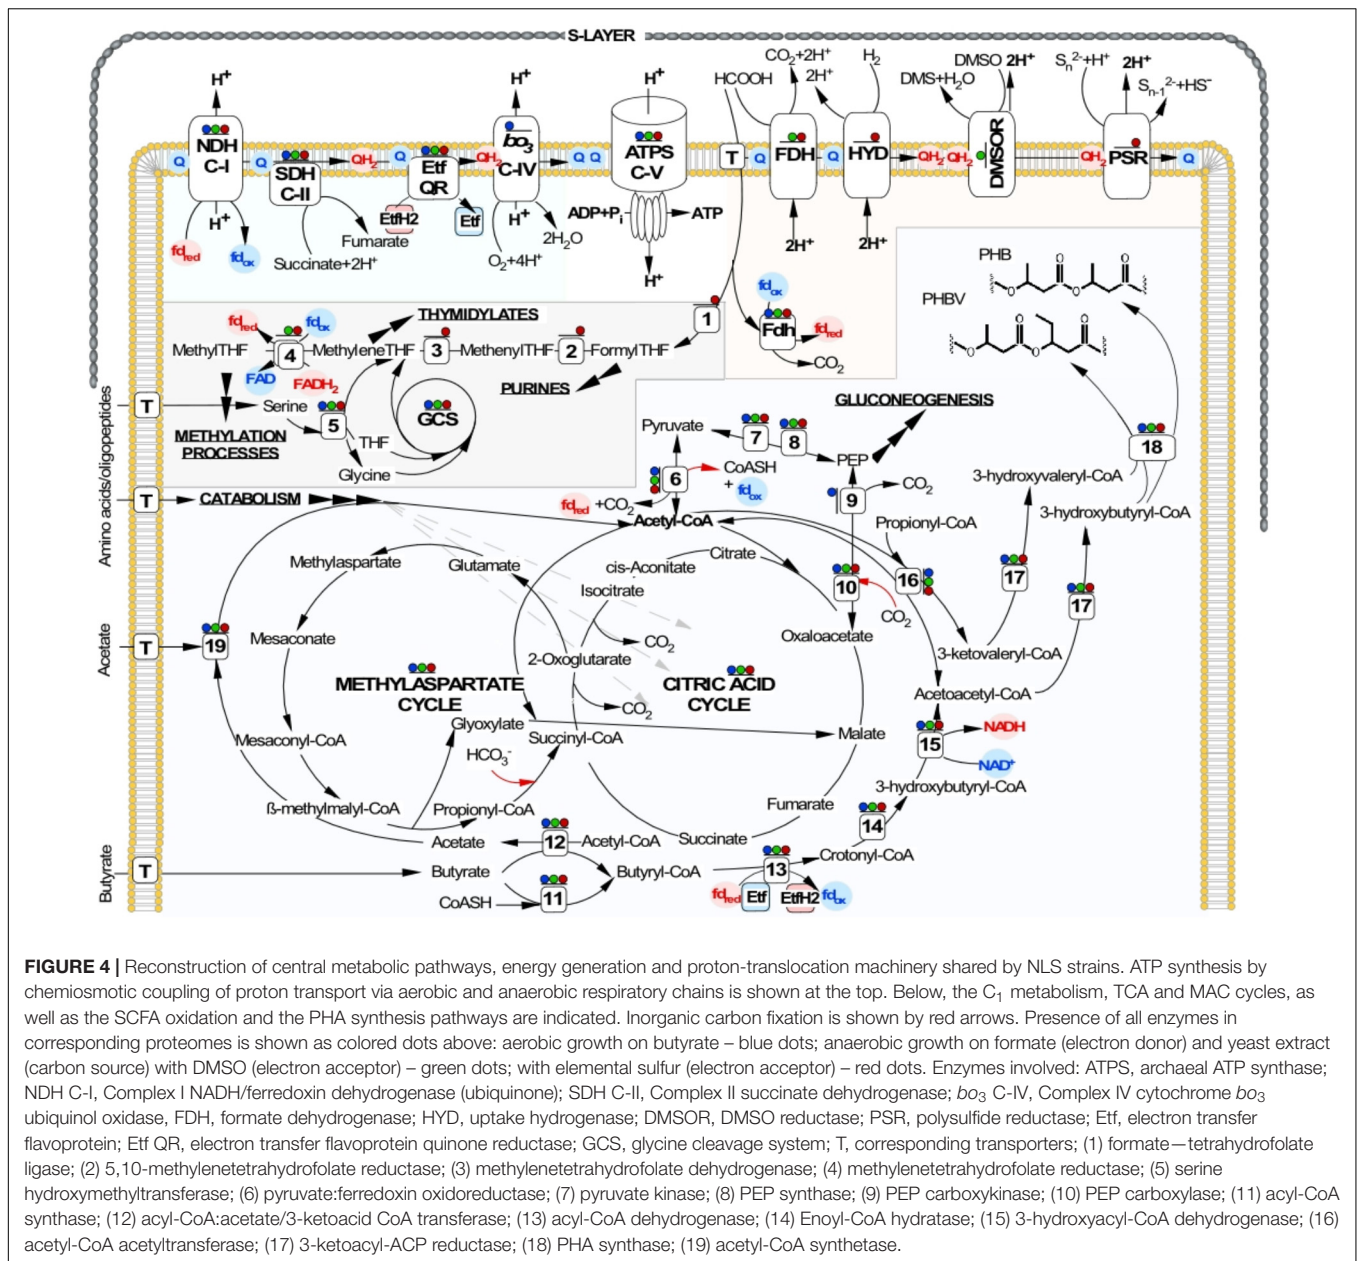 S-LAYER
H⁺
H⁺
H⁺
HCOOH
CO₂+2H⁺
2H⁺
H₂
DMS+H₂O
DMSO 2H⁺
Sₙ²⁻+H⁺
2H⁺
Sₙ₋₁²⁻+HS⁻
Q
NDH
C-I
Q
SDH
C-II
QH₂
Q
Etf
QR
QH₂
bo₃
C-IV
Q Q
ATPS
C-V
T
Q
FDH
Q
HYD
QH₂ QH₂
DMSOR
QH₂
PSR
Q
H⁺
fd_red
fd_ox
Fumarate
Succinate+2H⁺
EtfH2
Etf
H⁺
2H₂O
O₂+4H⁺
ADP+Pᵢ
ATP
H⁺
2H⁺
2H⁺
fd_ox
Fdh
fd_red
CO₂
THYMIDYLATES
fd_red
fd_ox
1
MethylTHF
4
MethyleneTHF
3
MethenylTHF
2
FormylTHF
FAD
FADH₂
PURINES
T
Serine
5
GCS
METHYLATION
PROCESSES
THF
Glycine
Amino acids/oligopeptides
T
CATABOLISM
GLUCONEOGENESIS
Pyruvate
7
8
PEP
6
CoASH
+
fd_ox
fd_red +CO₂
9
CO₂
Acetyl-CoA
Propionyl-CoA
3-hydroxyvaleryl-CoA
3-hydroxybutyryl-CoA
18
PHB
O
O
O
O
PHBV
O
O
O
O
Methylaspartate
Glutamate
cis-Aconitate
Citrate
Isocitrate
10
CO₂
16
17
17
Acetate
T
19
Mesaconate
CO₂
Oxaloacetate
3-ketovaleryl-CoA
2-Oxoglutarate
METHYLASPARTATE
CYCLE
CITRIC ACID
CYCLE
CO₂
Acetoacetyl-CoA
Glyoxylate
Mesaconyl-CoA
Succinyl-CoA
Malate
15
NADH
NAD⁺
HCO₃⁻
3-hydroxybutyryl-CoA
ß-methylmalyl-CoA
Propionyl-CoA
Fumarate
14
Acetate
12
Acetyl-CoA
Succinate
Crotonyl-CoA
Butyrate
T
Butyrate
Butyryl-CoA
13
CoASH
11
fd_red
Etf
EtfH2
fd_ox
FIGURE 4 | Reconstruction of central metabolic pathways, energy generation and proton-translocation machinery shared by NLS strains. ATP synthesis by
chemiosmotic coupling of proton transport via aerobic and anaerobic respiratory chains is shown at the top. Below, the C₁ metabolism, TCA and MAC cycles, as
well as the SCFA oxidation and the PHA synthesis pathways are indicated. Inorganic carbon fixation is shown by red arrows. Presence of all enzymes in
corresponding proteomes is shown as colored dots above: aerobic growth on butyrate – blue dots; anaerobic growth on formate (electron donor) and yeast extract
(carbon source) with DMSO (electron acceptor) – green dots; with elemental sulfur (electron acceptor) – red dots. Enzymes involved: ATPS, archaeal ATP synthase;
NDH C-I, Complex I NADH/ferredoxin dehydrogenase (ubiquinone); SDH C-II, Complex II succinate dehydrogenase; bo₃ C-IV, Complex IV cytochrome bo₃
ubiquinol oxidase, FDH, formate dehydrogenase; HYD, uptake hydrogenase; DMSOR, DMSO reductase; PSR, polysulfide reductase; Etf, electron transfer
flavoprotein; Etf QR, electron transfer flavoprotein quinone reductase; GCS, glycine cleavage system; T, corresponding transporters; (1) formate—tetrahydrofolate
ligase; (2) 5,10-methylenetetrahydrofolate reductase; (3) methylenetetrahydrofolate dehydrogenase; (4) methylenetetrahydrofolate reductase; (5) serine
hydroxymethyltransferase; (6) pyruvate:ferredoxin oxidoreductase; (7) pyruvate kinase; (8) PEP synthase; (9) PEP carboxykinase; (10) PEP carboxylase; (11) acyl-CoA
synthase; (12) acyl-CoA:acetate/3-ketoacid CoA transferase; (13) acyl-CoA dehydrogenase; (14) Enoyl-CoA hydratase; (15) 3-hydroxyacyl-CoA dehydrogenase; (16)
acetyl-CoA acetyltransferase; (17) 3-ketoacyl-ACP reductase; (18) PHA synthase; (19) acetyl-CoA synthetase.